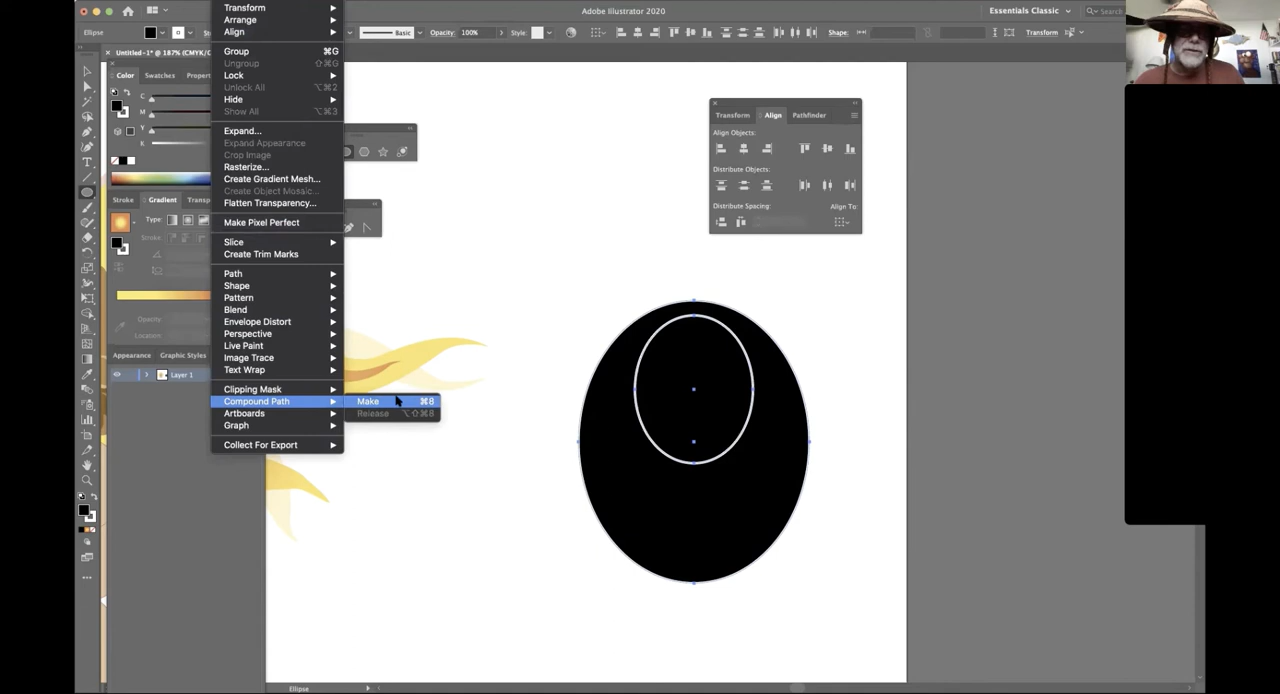 Transform
Arrange
Align
Adobe Illustrator 2020
Essentials Classic
Search
Ellipse
Basic
Opacity: 100%
Style:
Shape:
Transform
Untitled-1* @ 187% (CMYK/
Group ⌘G
Ungroup ⇧⌘G
Lock
Unlock All ⌥⌘2
Hide
Show All ⌥⌘3
Color Swatches Propert
C
M
Y
K
Expand...
Expand Appearance
Crop Image
Rasterize...
Create Gradient Mesh...
Create Object Mosaic...
Flatten Transparency...
Make Pixel Perfect
Slice
Create Trim Marks
Path
Shape
Pattern
Blend
Envelope Distort
Perspective
Live Paint
Image Trace
Text Wrap
Clipping Mask
Compound Path
Artboards
Graph
Collect For Export
Make ⌘8
Release ⌥⇧⌘8
Stroke Gradient Transp
Type:
Stroke:
Opacity:
Location:
Appearance Graphic Styles
Layer 1
Transform Align Pathfinder
Align Objects:
Distribute Objects:
Distribute Spacing: Align To:
Ellipse